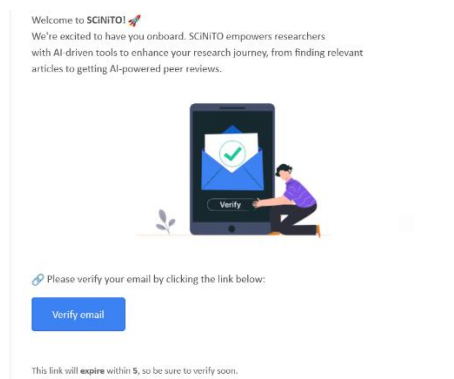 Welcome to SCiNiTO! 🚀
We're excited to have you onboard. SCiNiTO empowers researchers
with AI-driven tools to enhance your research journey, from finding relevant
articles to getting AI-powered peer reviews.
Verify
🔗 Please verify your email by clicking the link below:
Verify email
This link will expire within 5, so be sure to verify soon.